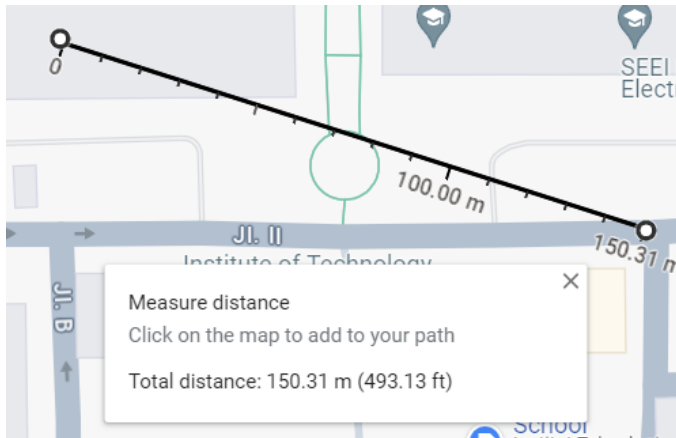 0
SEEI
Elect
100.00 m
Jl. II
150.31 m
Institute of Technology
Jl. B
Measure distance
Click on the map to add to your path
Total distance: 150.31 m (493.13 ft)
School